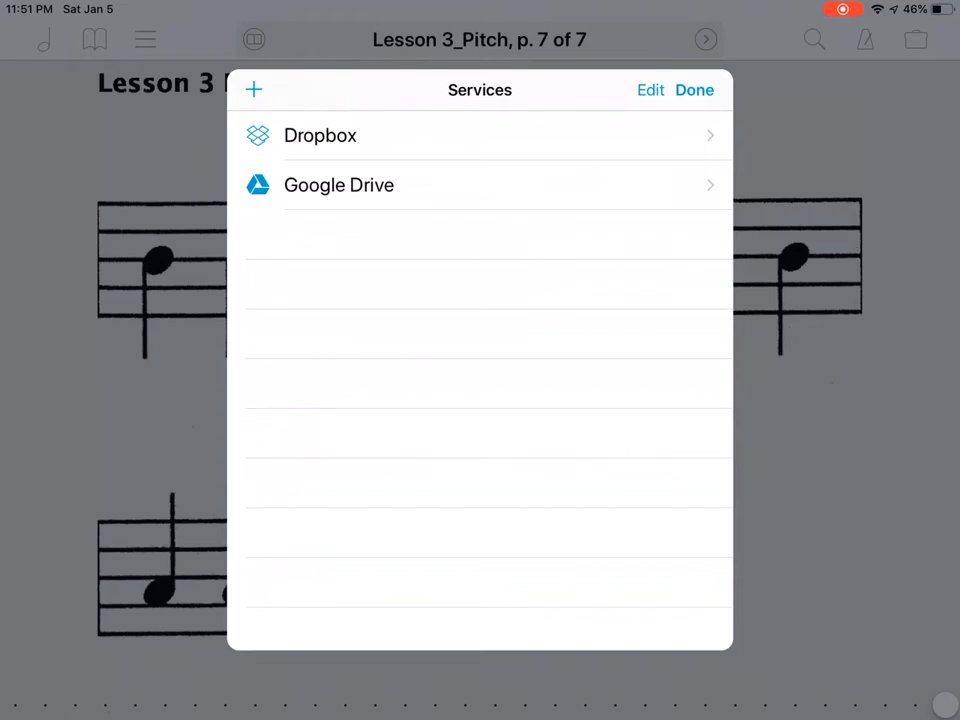 11:51 PM Sat Jan 5
46%
Lesson 3_Pitch, p. 7 of 7
Lesson 3
Services
Edit Done
Dropbox
Google Drive